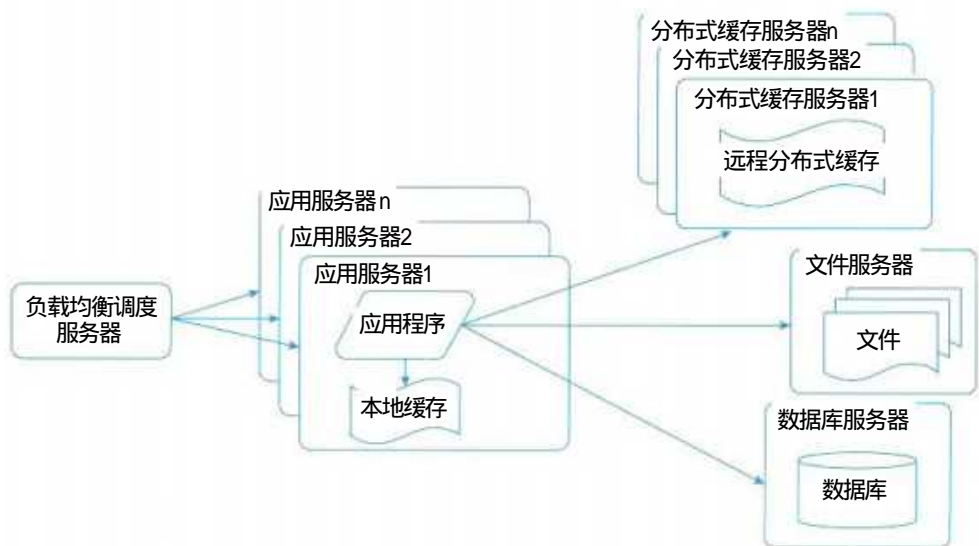 分布式缓存服务器n
分布式缓存服务器2
分布式缓存服务器1
远程分布式缓存
应用服务器n
应用服务器2
应用服务器1
应用程序
本地缓存
负载均衡调度
服务器
文件服务器
文件
数据库服务器
数据库